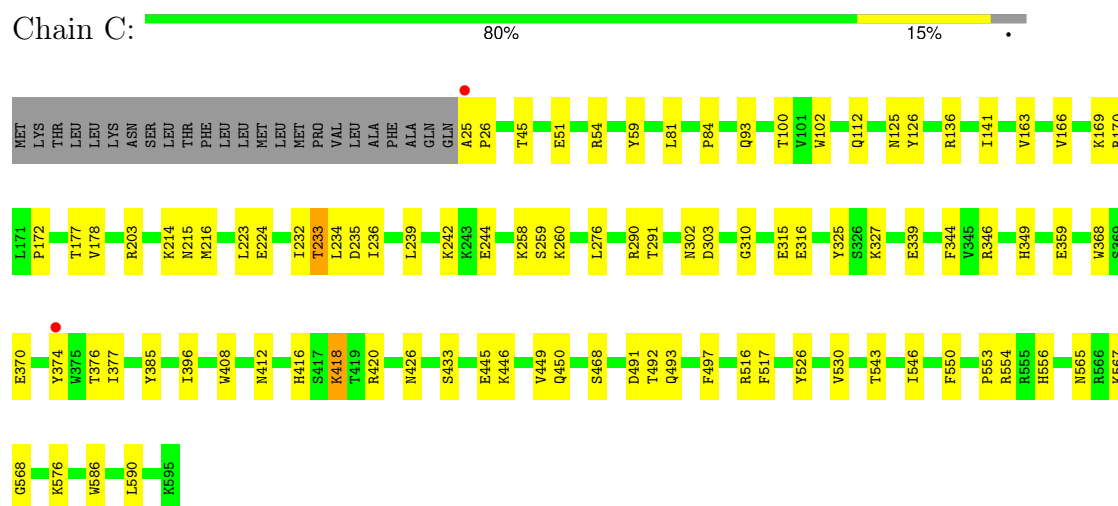 Chain C:
80% 15% •
MET LYS THR LEU LEU LYS ASN SER LEU THR PHE LEU LEU MET LEU MET PRO VAL LEU ALA PHE ALA GLN GLN A25 P26 T45 E51 R54 Y59 L81 P84 Q93 T100 V101 W102 Q112 N125 Y126 R136 I141 V163 V166 K169 R170
L171 P172 T177 V178 R203 K214 N215 M216 L223 E224 I232 T233 L234 D235 I236 L239 K242 K243 E244 K258 S259 K260 L276 R290 T291 N302 D303 G310 E315 E316 Y325 S326 K327 E339 F344 V345 R346 H349 E359 W368 S369
E370 Y374 W375 T376 I377 Y385 I396 W408 N412 H416 S417 K418 T419 R420 N426 S433 E445 K446 V449 Q450 S468 D491 T492 Q493 F497 R516 F517 Y526 V530 T543 I546 F550 P553 R554 R555 H556 N565 R566 K567
G568 K576 W586 L590 K595